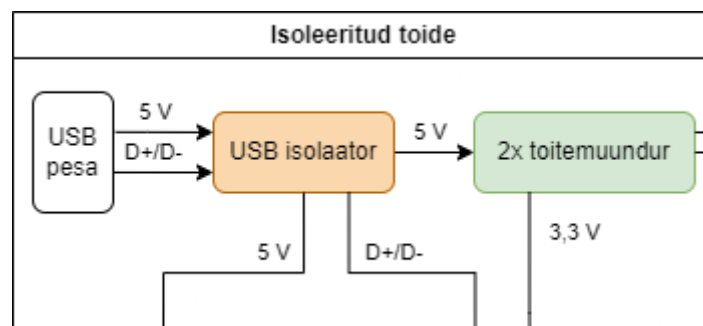 Isoleeritud toide
USB
pesa
5 V
D+/D-
USB isolaator
5 V
2x toitemuundur
5 V
D+/D-
3,3 V